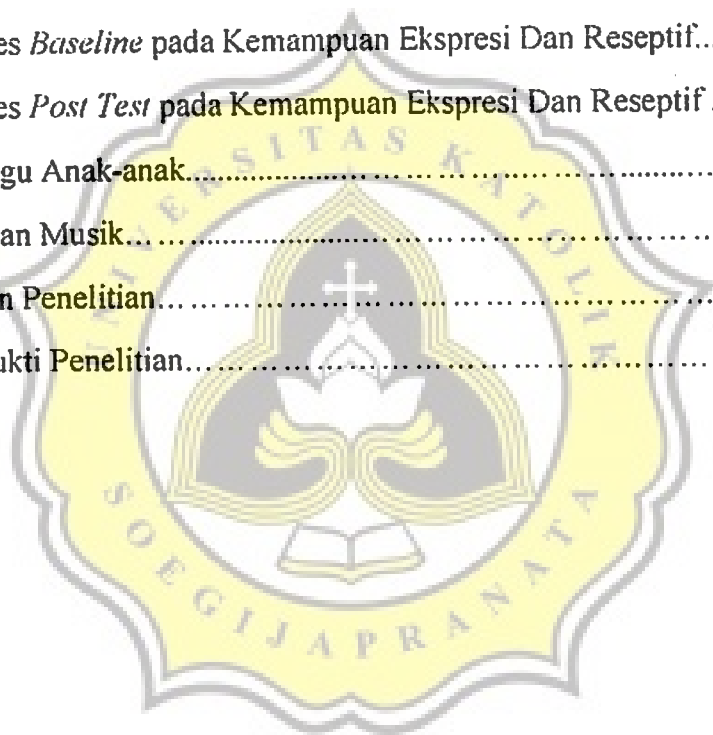 es Baseline pada Kemampuan Ekspresi Dan Reseptif...
es Post Test pada Kemampuan Ekspresi Dan Reseptif .
gu Anak-anak................................................
an Musik................................................
n Penelitian................................................
ukti Penelitian................................................
UNIVERSITAS KATOLIK
SOEGIJAPRANATA